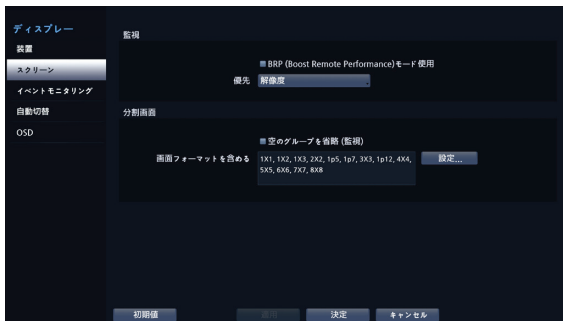 ディスプレー
装置
スクリーン
イベントモニタリング
自動切替
OSD
監視
BRP (Boost Remote Performance)モード使用
優先 解像度
分割画面
空のグループを省略 (監視)
画面フォーマットを含める 1X1, 1X2, 1X3, 2X2, 1p5, 1p7, 3X3, 1p12, 4X4, 設定...
5X5, 6X6, 7X7, 8X8
初期値 適用 決定 キャンセル